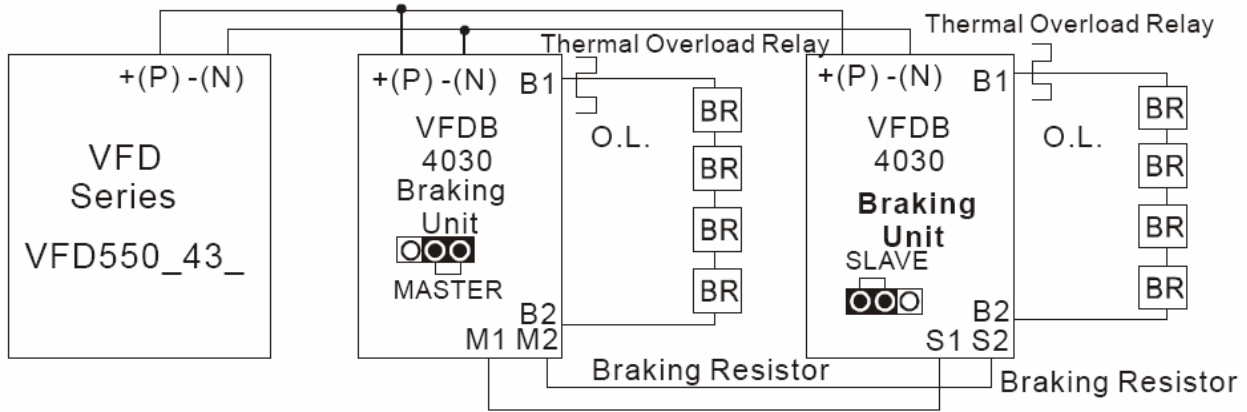 +(P) -(N)
VFD
Series
VFD550_43_
+(P) -(N)
B1
VFDB
4030
Braking
Unit
MASTER
B2
M1 M2
Thermal Overload Relay
O.L.
BR
BR
BR
BR
Braking Resistor
+(P) -(N)
B1
VFDB
4030
Braking
Unit
SLAVE
B2
S1 S2
Thermal Overload Relay
O.L.
BR
BR
BR
BR
Braking Resistor